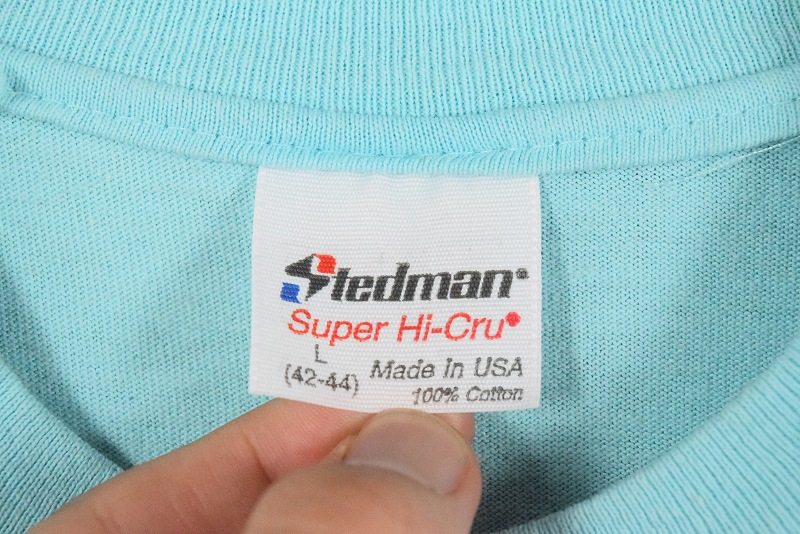 Stedman®
Super Hi-Cru®
L
(42-44)
Made In USA
100% Cotton